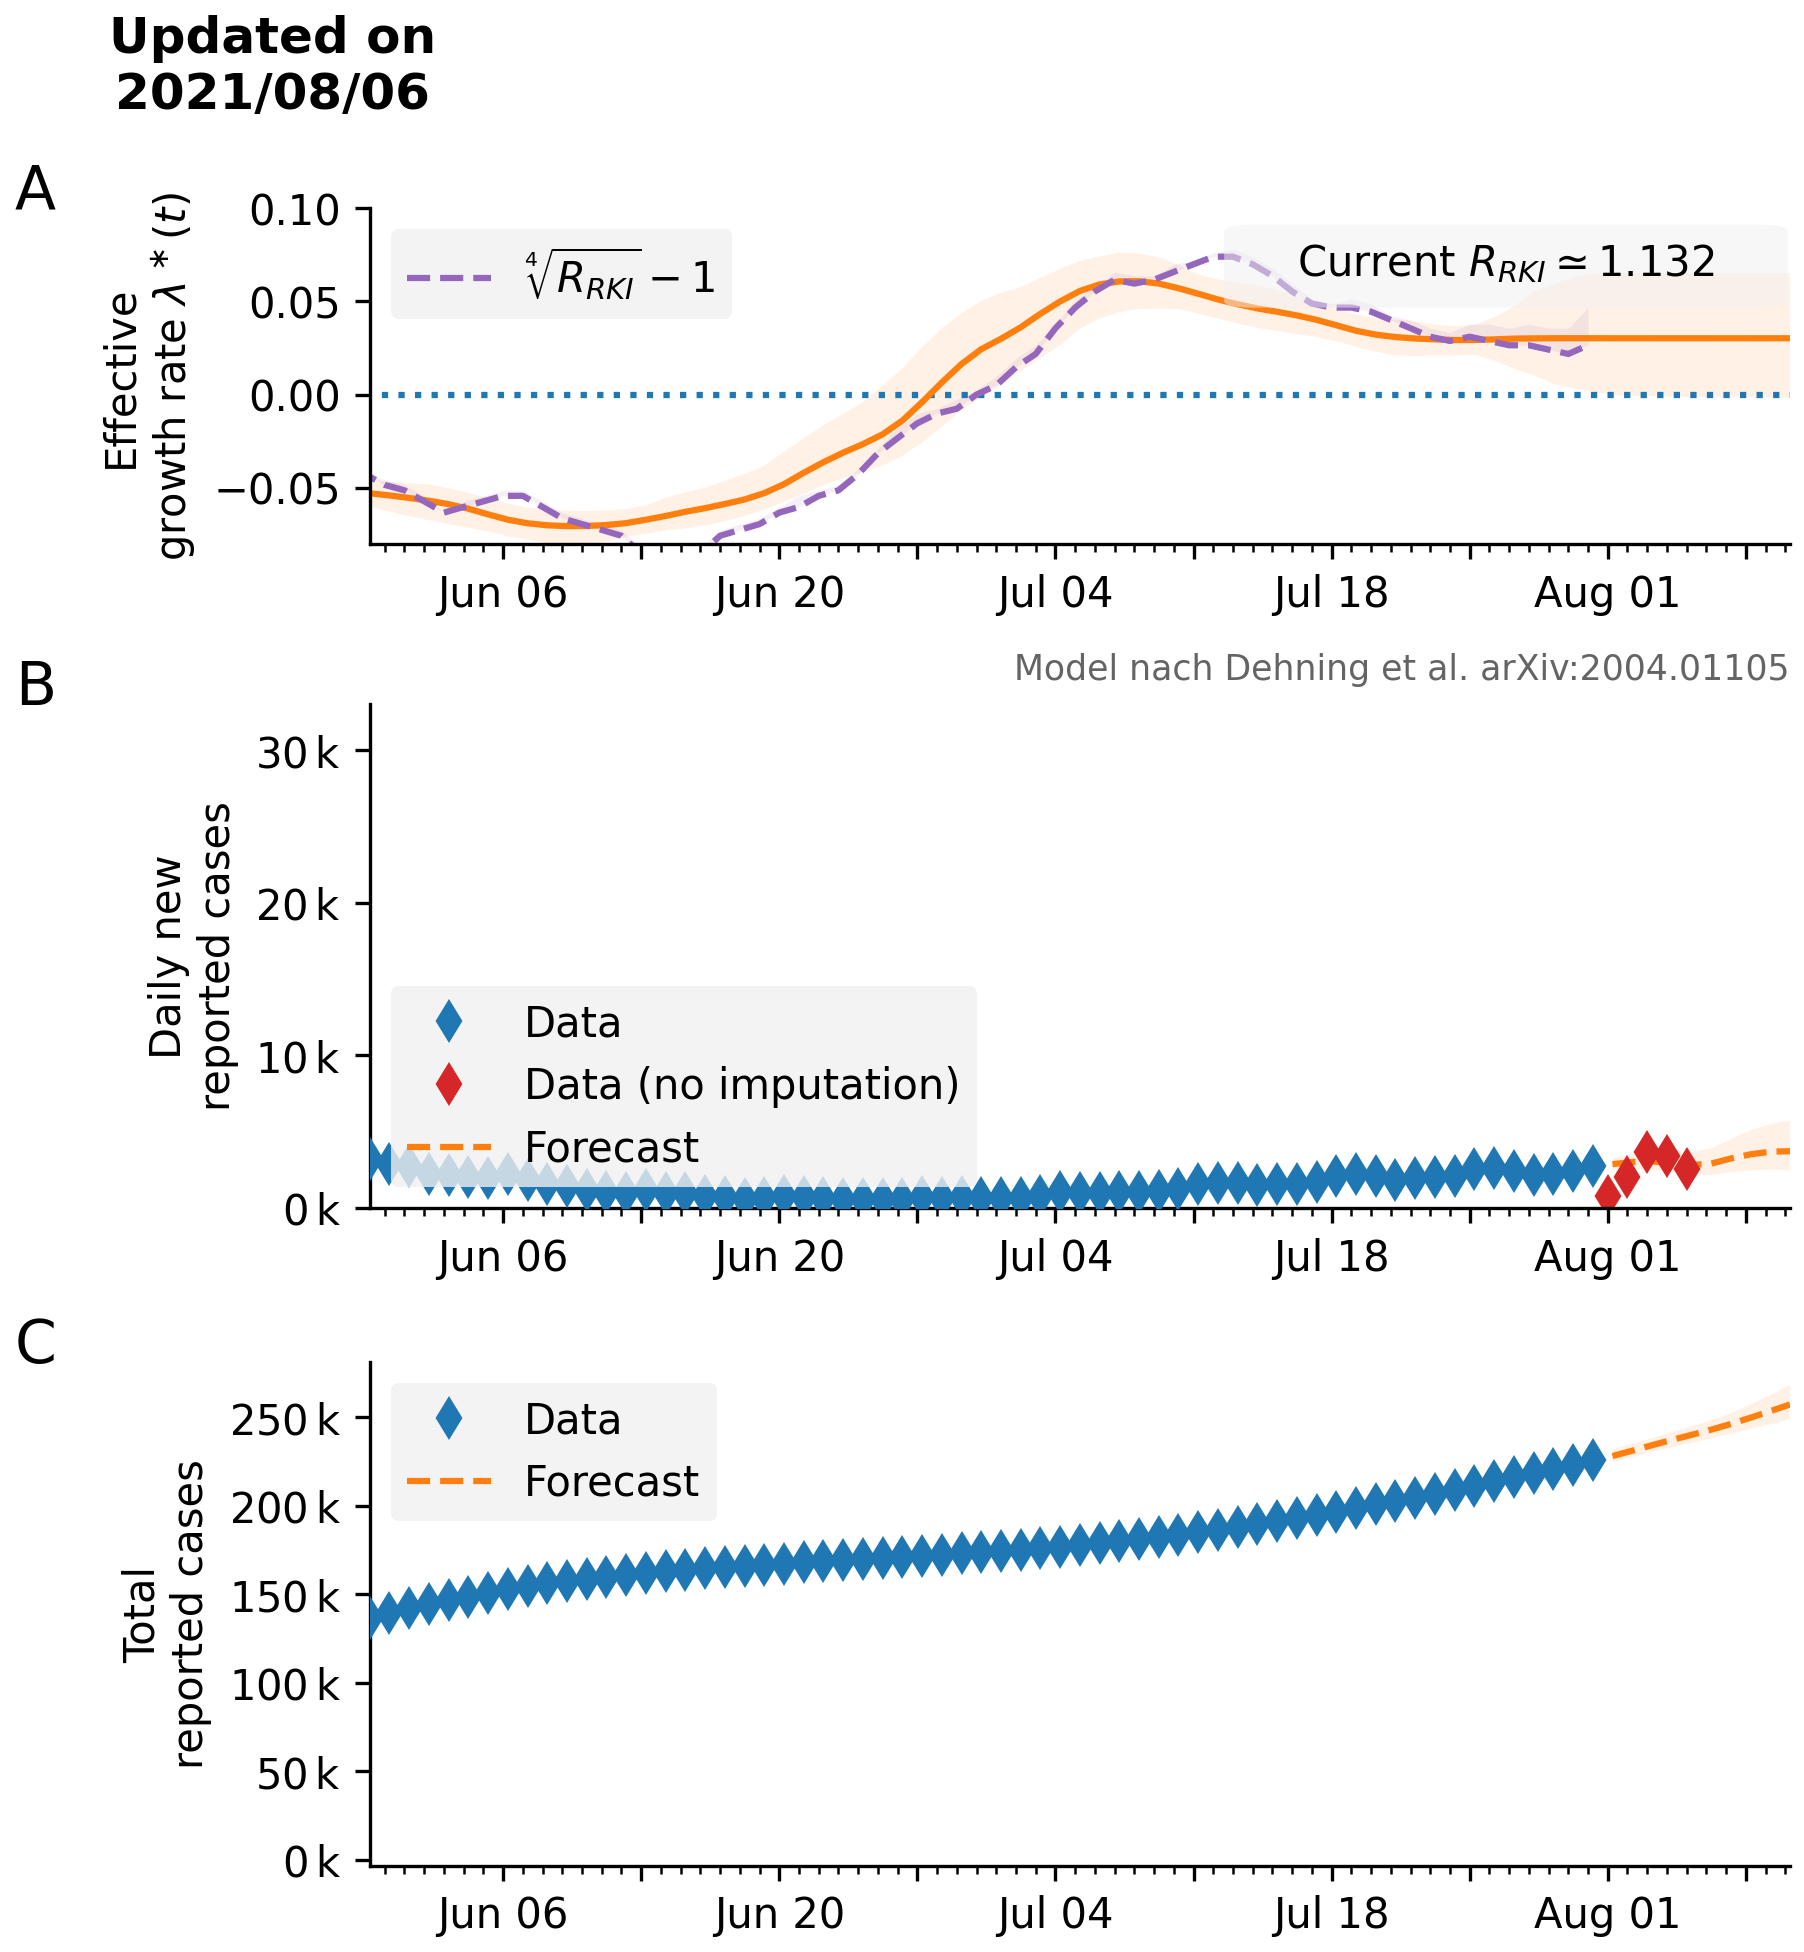 Updated on
2021/08/06
A
Effective
growth rate λ * (t)
0.10
0.05
0.00
−0.05
∜R_RKI − 1
Current R_RKI ≃ 1.132
Jun 06 Jun 20 Jul 04 Jul 18 Aug 01
Model nach Dehning et al. arXiv:2004.01105
B
Daily new
reported cases
30 k
20 k
10 k
0 k
Data
Data (no imputation)
Forecast
Jun 06 Jun 20 Jul 04 Jul 18 Aug 01
C
Total
reported cases
250 k
200 k
150 k
100 k
50 k
0 k
Data
Forecast
Jun 06 Jun 20 Jul 04 Jul 18 Aug 01